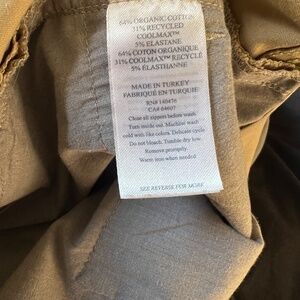 64% ORGANIC COTTON
31% RECYCLED
COOLMAX™
5% ELASTANE
64% COTON ORGANIQUE
31% COOLMAX™ RECYCLÉ
5% ÉLASTHANNE
MADE IN TURKEY
FABRIQUÉ EN TURQUIE
RN# 140476
CA# 64607
Close all zippers before wash.
Turn inside out. Machine wash
cold with like colors. Delicate cycle
Do not bleach. Tumble dry low.
Remove promptly.
Warm iron when needed.
SEE REVERSE FOR MORE